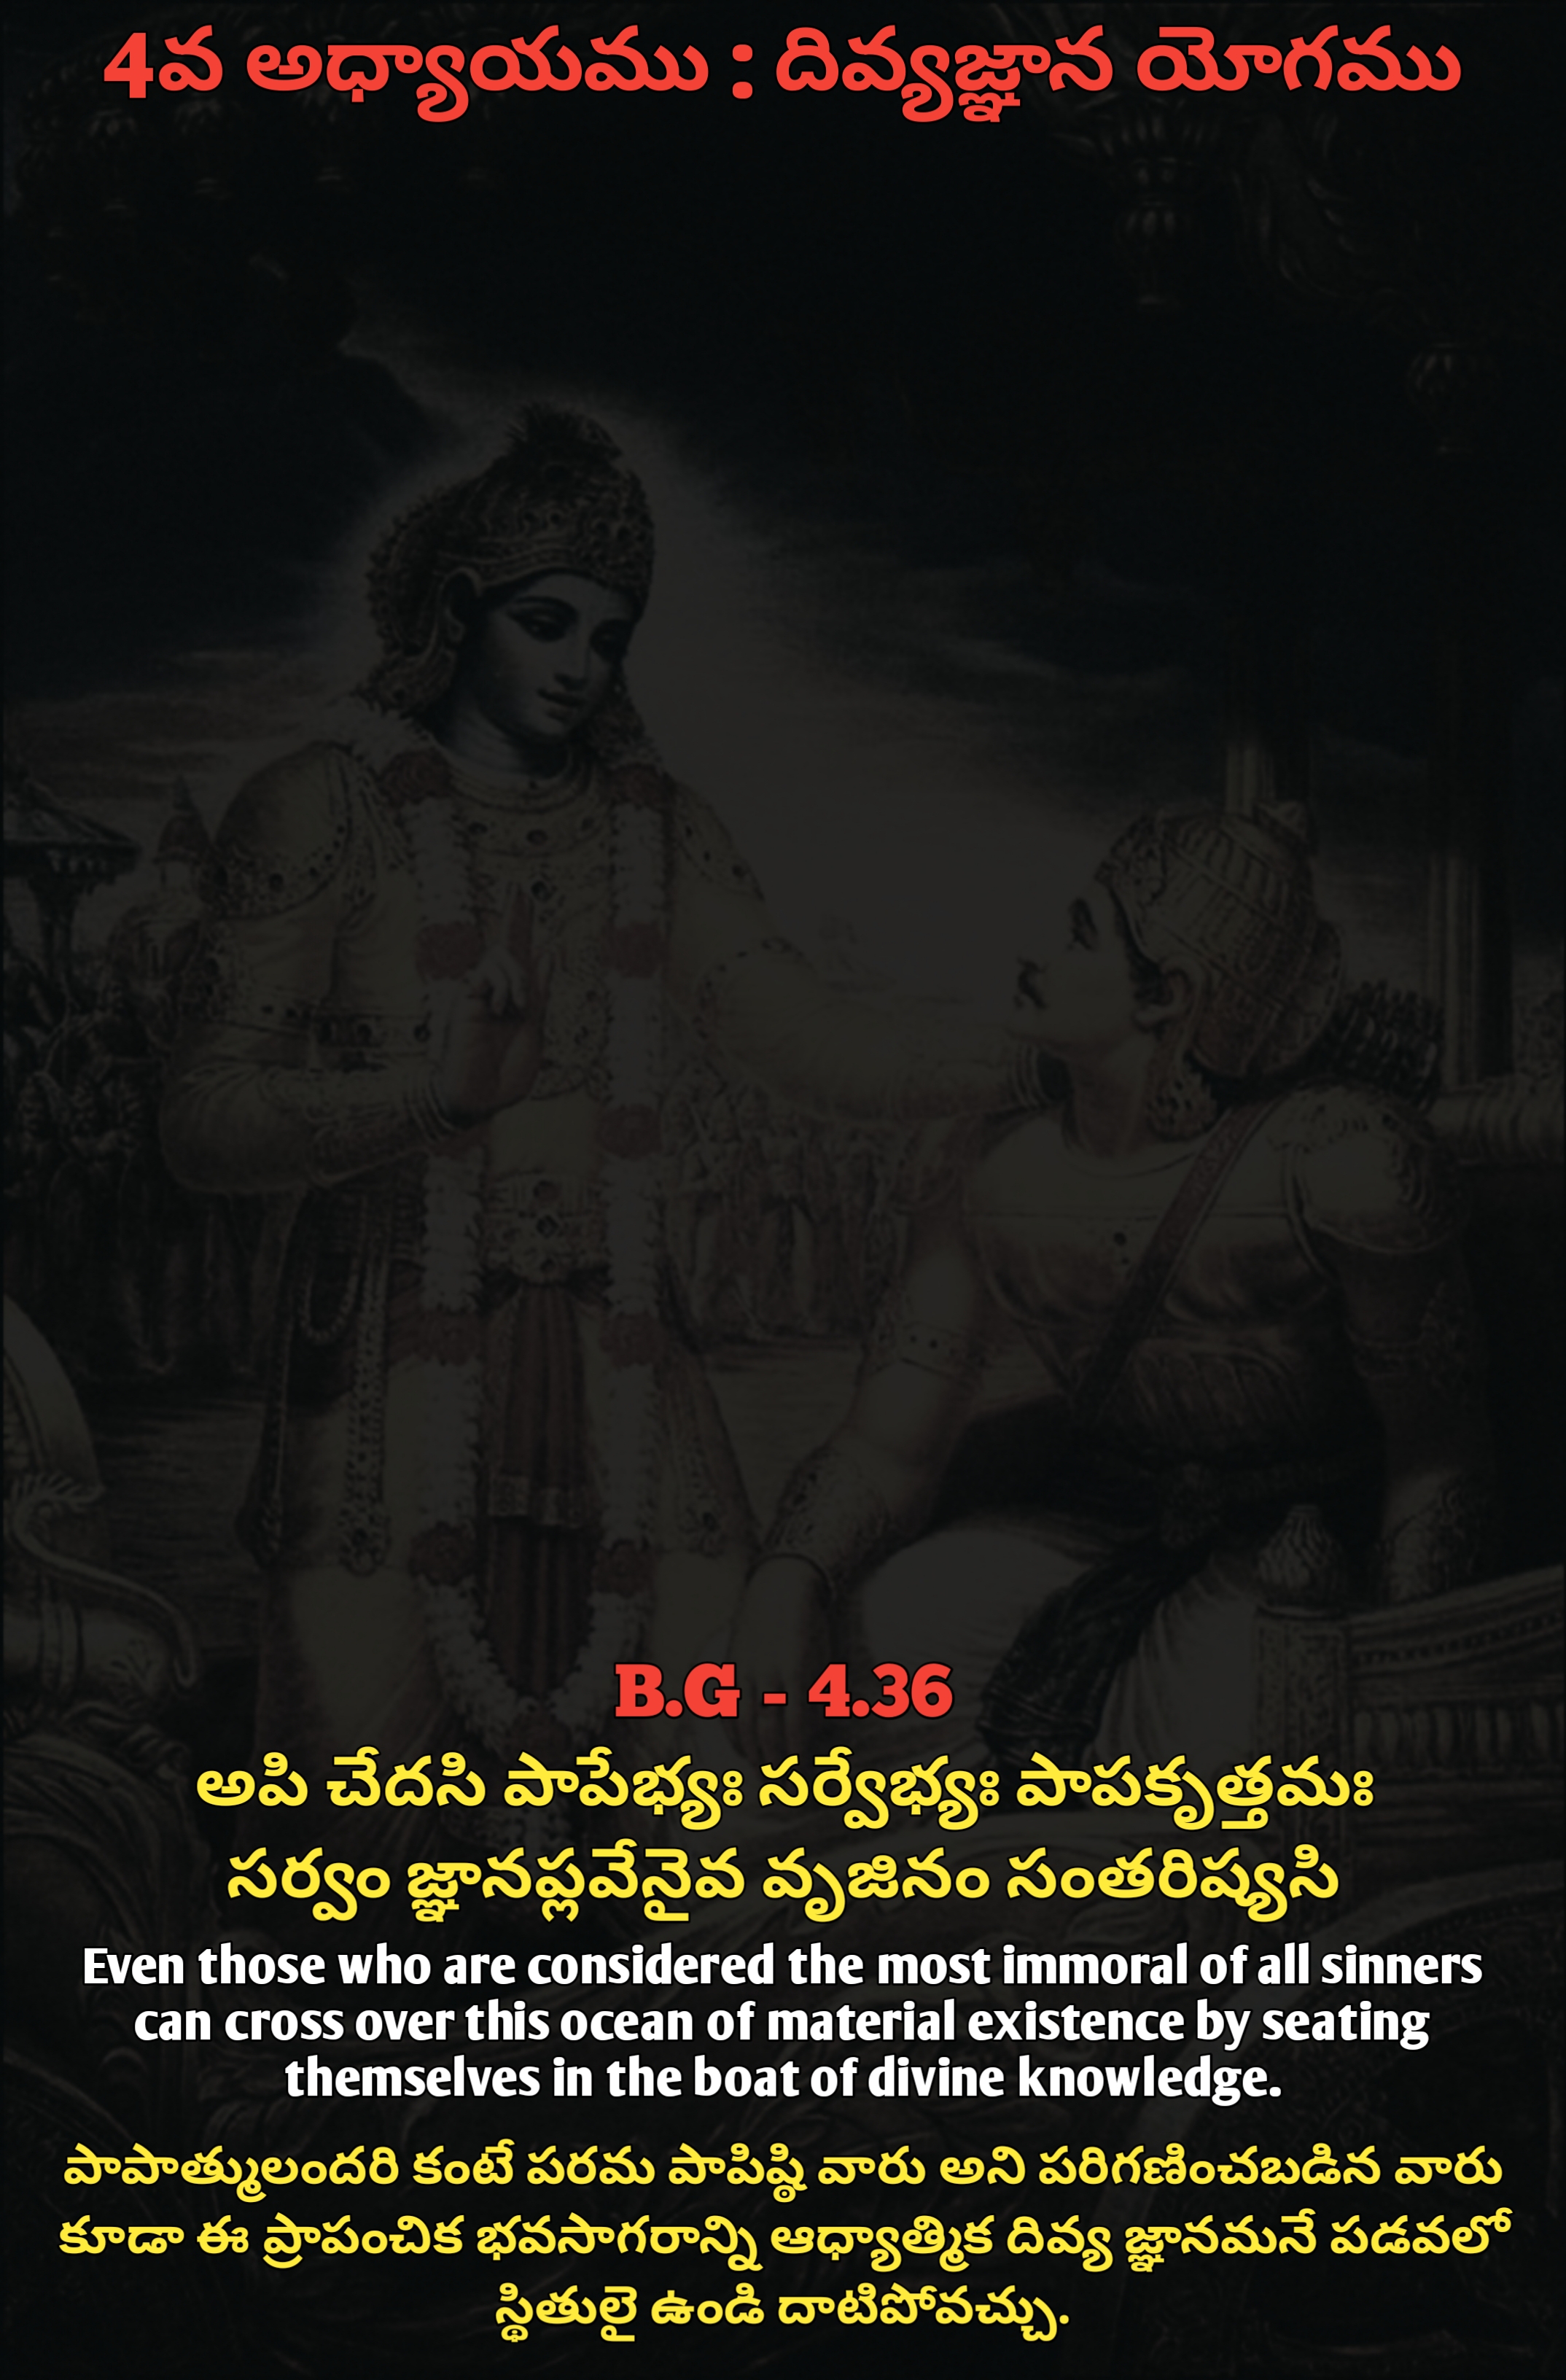 4వ అధ్యాయము : దివ్యజ్ఞాన యోగము
B.G - 4.36
అపి చేదసి పాపేభ్యః సర్వేభ్యః పాపకృత్తమః
సర్వం జ్ఞానప్లవేనైవ వృజినం సంతరిష్యసి
Even those who are considered the most immoral of all sinners
can cross over this ocean of material existence by seating
themselves in the boat of divine knowledge.
పాపాత్ములందరి కంటే పరమ పాపిష్ఠి వారు అని పరిగణించబడిన వారు
కూడా ఈ ప్రాపంచిక భవసాగరాన్ని ఆధ్యాత్మిక దివ్య జ్ఞానమనే పడవలో
స్థితులై ఉండి దాటిపోవచ్చు.